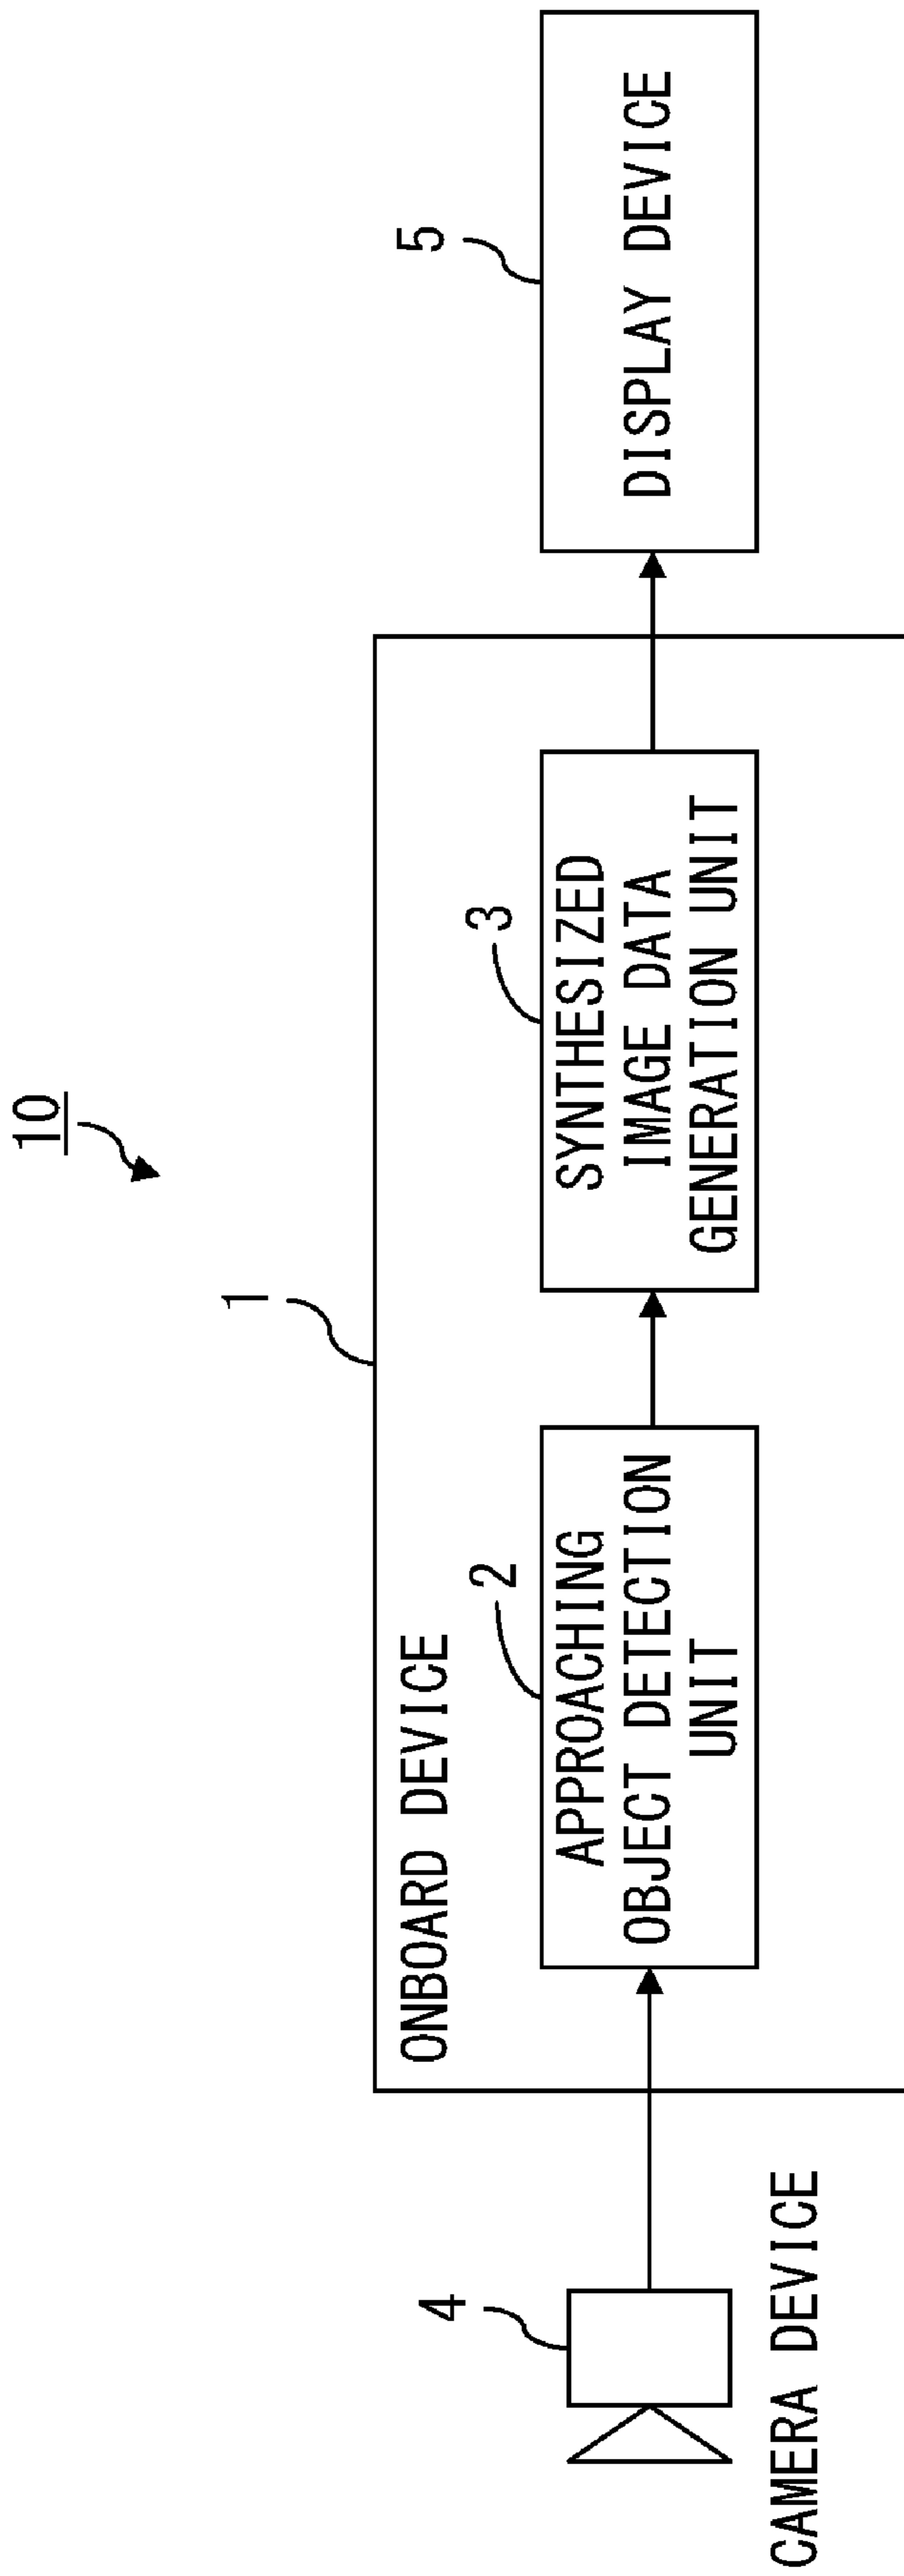 10
1
ONBOARD DEVICE
4
CAMERA DEVICE
2
APPROACHING
OBJECT DETECTION
UNIT
3
SYNTHESIZED
IMAGE DATA
GENERATION UNIT
5
DISPLAY DEVICE